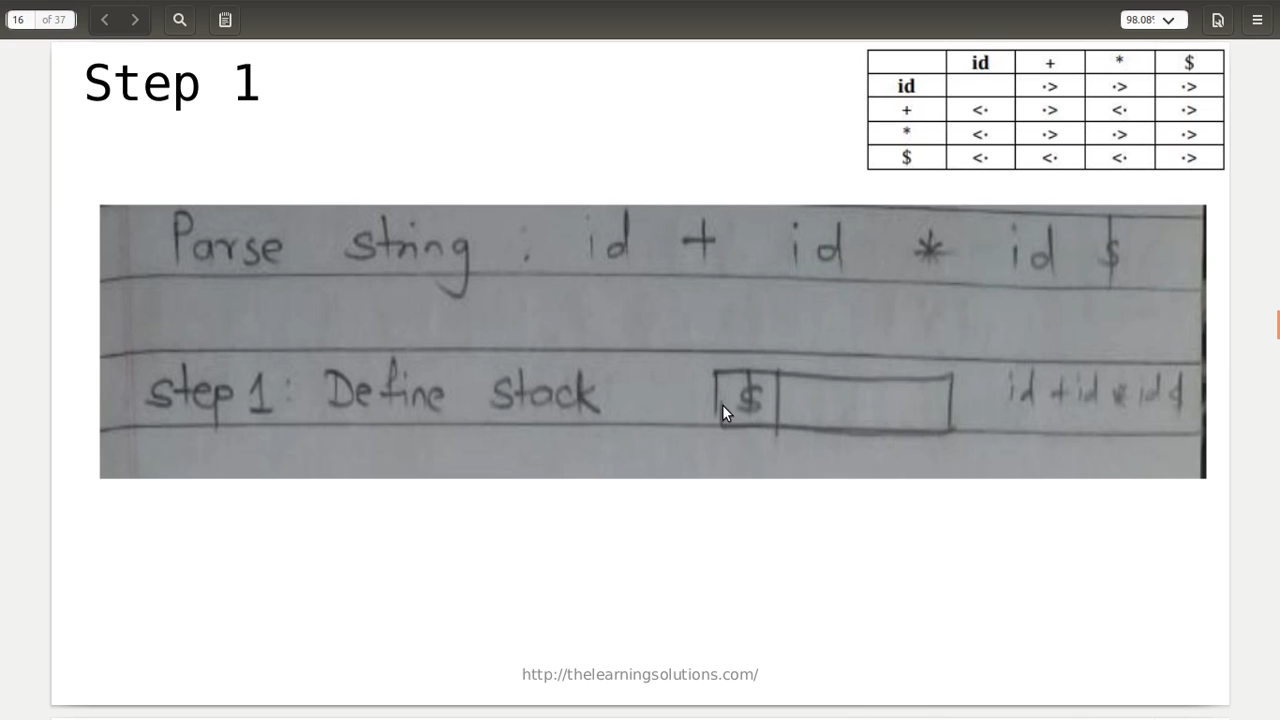 16 of 37
98.08%
Step 1
id + * $
id ·> ·> ·>
+ <· ·> <· ·>
* <· ·> ·> ·>
$ <· <· <· ·>
Parse string : id + id * id $
step 1: Define stack $ id + id * id $
http://thelearningsolutions.com/